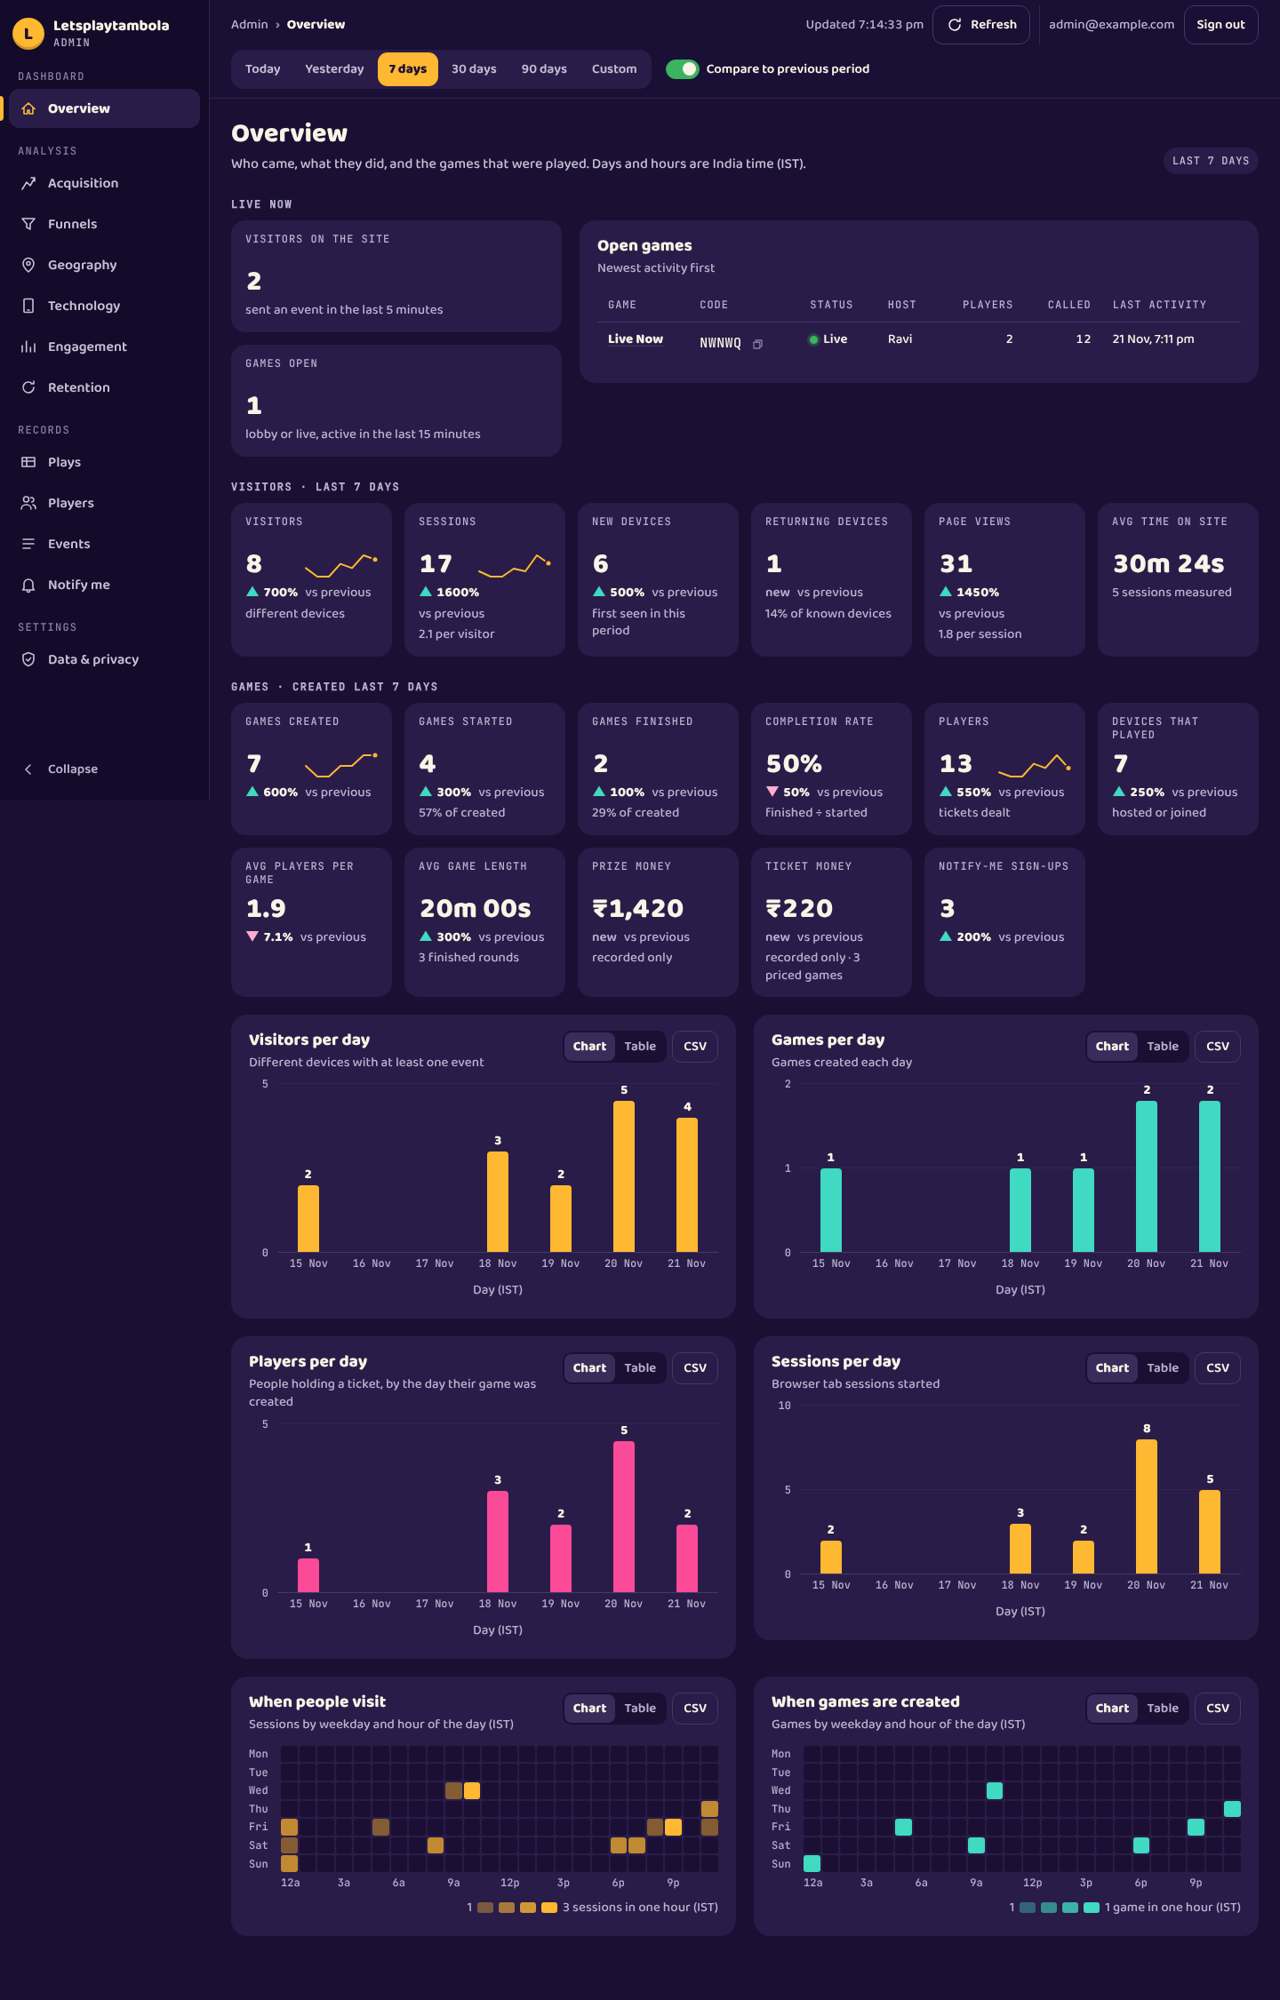 L
Letsplaytambola
ADMIN
DASHBOARD
Overview
ANALYSIS
Acquisition
Funnels
Geography
Technology
Engagement
Retention
RECORDS
Plays
Players
Events
Notify me
SETTINGS
Data & privacy
Collapse
Admin › Overview
Updated 7:14:33 pm
Refresh
admin@example.com
Sign out
Today Yesterday 7 days 30 days 90 days Custom
Compare to previous period
Overview
Who came, what they did, and the games that were played. Days and hours are India time (IST).
LAST 7 DAYS
LIVE NOW
VISITORS ON THE SITE
2
sent an event in the last 5 minutes
GAMES OPEN
1
lobby or live, active in the last 15 minutes
Open games
Newest activity first
GAME CODE STATUS HOST PLAYERS CALLED LAST ACTIVITY
Live Now NWNWQ Live Ravi 2 12 21 Nov, 7:11 pm
VISITORS · LAST 7 DAYS
VISITORS
8
▲ 700% vs previous
different devices
SESSIONS
17
▲ 1600%
vs previous
2.1 per visitor
NEW DEVICES
6
▲ 500% vs previous
first seen in this
period
RETURNING DEVICES
1
new vs previous
14% of known devices
PAGE VIEWS
31
▲ 1450%
vs previous
1.8 per session
AVG TIME ON SITE
30m 24s
5 sessions measured
GAMES · CREATED LAST 7 DAYS
GAMES CREATED
7
▲ 600% vs previous
GAMES STARTED
4
▲ 300% vs previous
57% of created
GAMES FINISHED
2
▲ 100% vs previous
29% of created
COMPLETION RATE
50%
▼ 50% vs previous
finished ÷ started
PLAYERS
13
▲ 550% vs previous
tickets dealt
DEVICES THAT
PLAYED
7
▲ 250% vs previous
hosted or joined
AVG PLAYERS PER
GAME
1.9
▼ 7.1% vs previous
AVG GAME LENGTH
20m 00s
▲ 300% vs previous
3 finished rounds
PRIZE MONEY
₹1,420
new vs previous
recorded only
TICKET MONEY
₹220
new vs previous
recorded only · 3
priced games
NOTIFY-ME SIGN-UPS
3
▲ 200% vs previous
Visitors per day
Different devices with at least one event
Chart Table CSV
5
0
2
3
2
5
4
15 Nov 16 Nov 17 Nov 18 Nov 19 Nov 20 Nov 21 Nov
Day (IST)
Games per day
Games created each day
Chart Table CSV
2
1
0
1
1
1
2
2
15 Nov 16 Nov 17 Nov 18 Nov 19 Nov 20 Nov 21 Nov
Day (IST)
Players per day
People holding a ticket, by the day their game was
created
Chart Table CSV
5
0
1
3
2
5
2
15 Nov 16 Nov 17 Nov 18 Nov 19 Nov 20 Nov 21 Nov
Day (IST)
Sessions per day
Browser tab sessions started
Chart Table CSV
10
5
0
2
3
2
8
5
15 Nov 16 Nov 17 Nov 18 Nov 19 Nov 20 Nov 21 Nov
Day (IST)
When people visit
Sessions by weekday and hour of the day (IST)
Chart Table CSV
Mon
Tue
Wed
Thu
Fri
Sat
Sun
12a 3a 6a 9a 12p 3p 6p 9p
1 3 sessions in one hour (IST)
When games are created
Games by weekday and hour of the day (IST)
Chart Table CSV
Mon
Tue
Wed
Thu
Fri
Sat
Sun
12a 3a 6a 9a 12p 3p 6p 9p
1 1 game in one hour (IST)